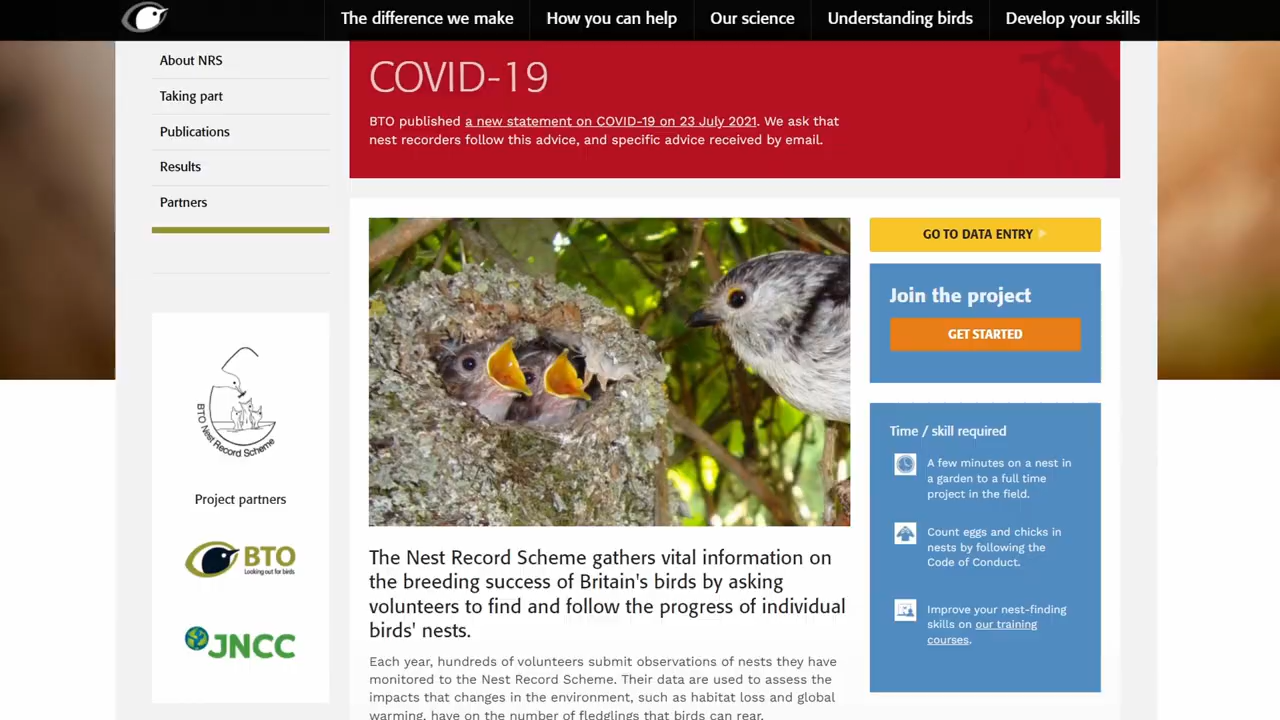 The difference we make
How you can help
Our science
Understanding birds
Develop your skills
About NRS
Taking part
Publications
Results
Partners
BTO Nest Record Scheme
Project partners
BTO
Looking out for birds
JNCC
COVID-19
BTO published a new statement on COVID-19 on 23 July 2021. We ask that
nest recorders follow this advice, and specific advice received by email.
The Nest Record Scheme gathers vital information on
the breeding success of Britain's birds by asking
volunteers to find and follow the progress of individual
birds' nests.
Each year, hundreds of volunteers submit observations of nests they have
monitored to the Nest Record Scheme. Their data are used to assess the
impacts that changes in the environment, such as habitat loss and global
warming, have on the number of fledglings that birds can rear.
GO TO DATA ENTRY
Join the project
GET STARTED
Time / skill required
A few minutes on a nest in
a garden to a full time
project in the field.
Count eggs and chicks in
nests by following the
Code of Conduct.
Improve your nest-finding
skills on our training
courses.